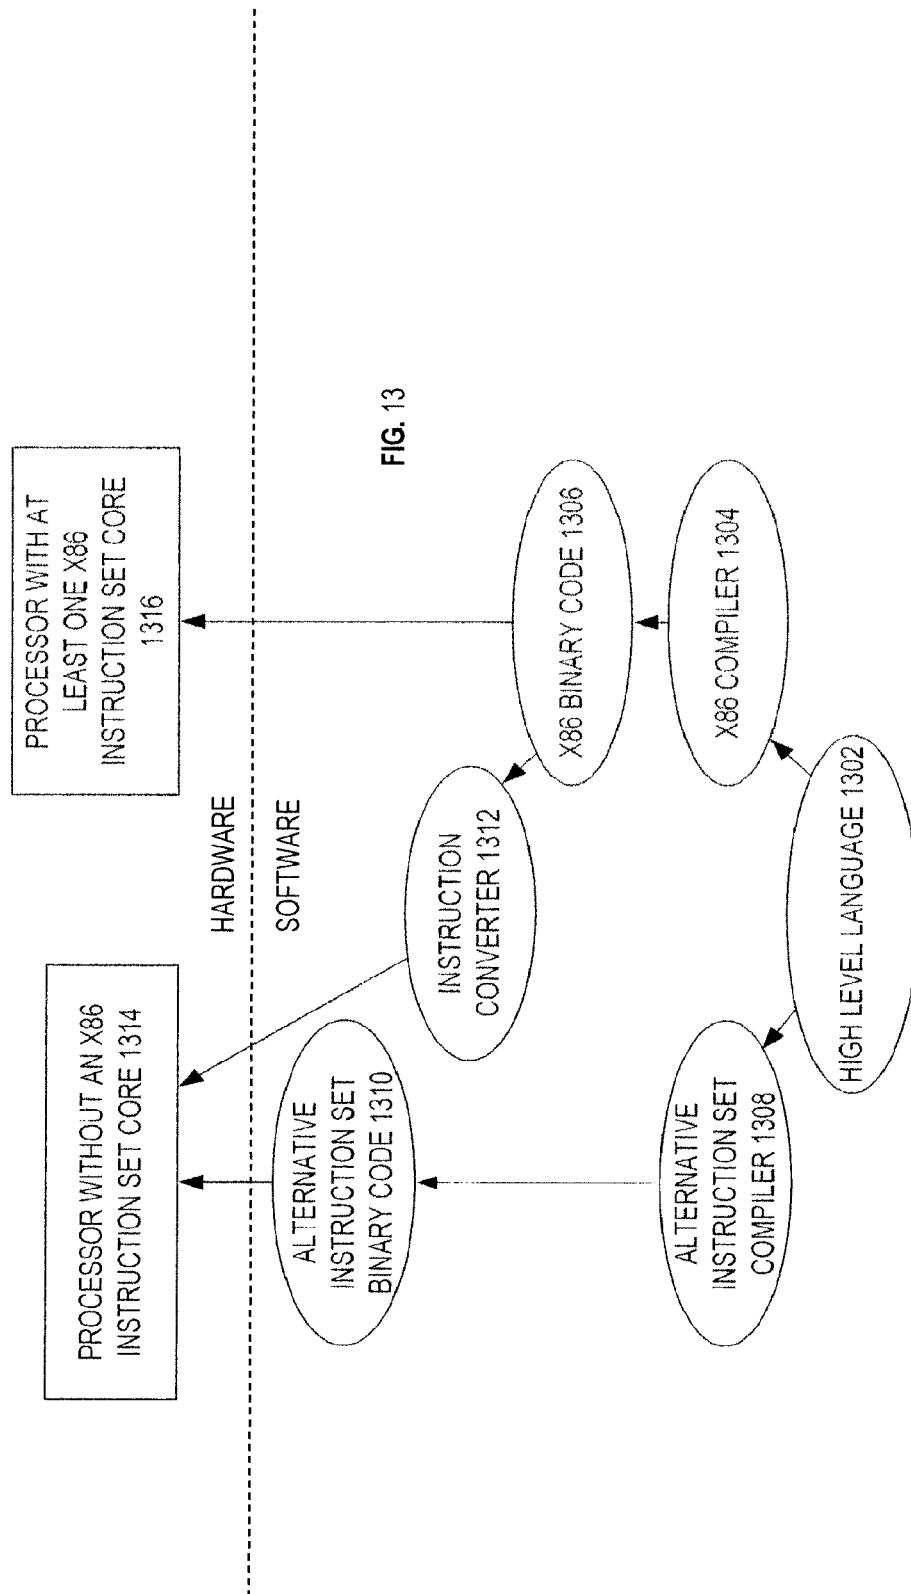 PROCESSOR WITHOUT AN X86
INSTRUCTION SET CORE 1314
PROCESSOR WITH AT
LEAST ONE X86
INSTRUCTION SET CORE
1316
HARDWARE
SOFTWARE
ALTERNATIVE
INSTRUCTION SET
BINARY CODE 1310
INSTRUCTION
CONVERTER 1312
FIG. 13
X86 BINARY CODE 1306
ALTERNATIVE
INSTRUCTION SET
COMPILER 1308
X86 COMPILER 1304
HIGH LEVEL LANGUAGE 1302